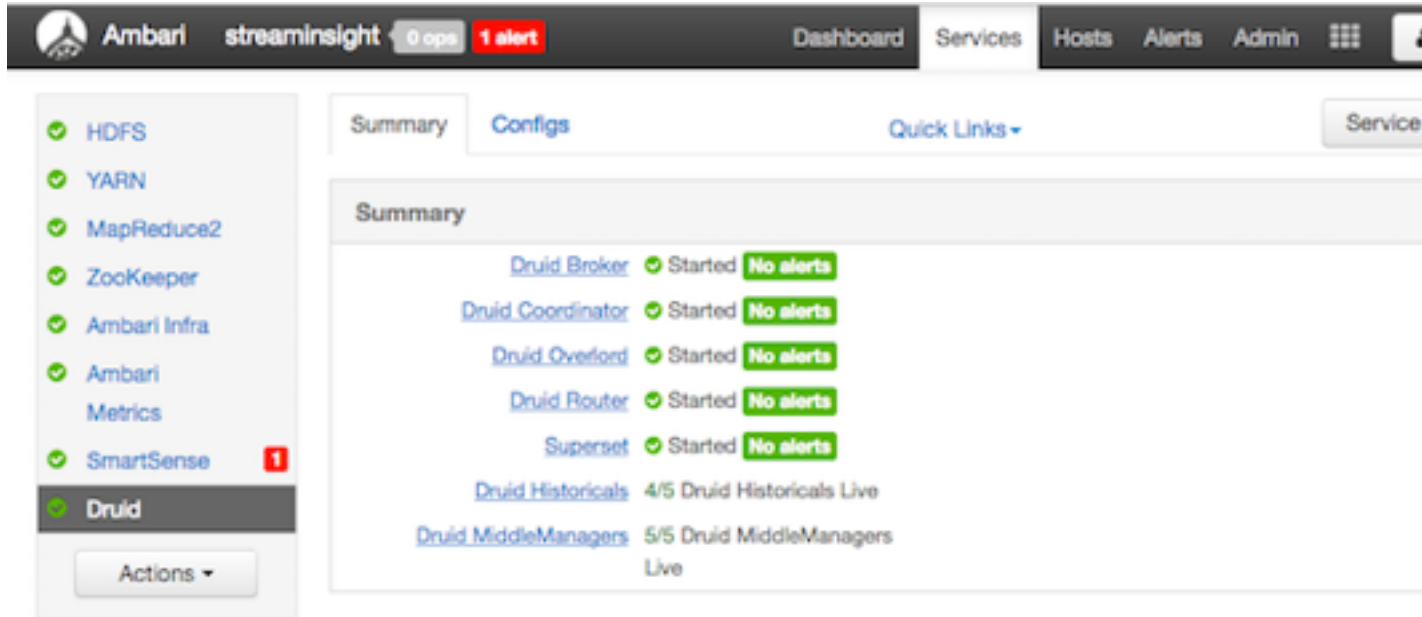 Ambari streaminsight 0 ops 1 alert Dashboard Services Hosts Alerts Admin
HDFS
YARN
MapReduce2
ZooKeeper
Ambari Infra
Ambari
Metrics
SmartSense 1
Druid
Actions
Summary Configs Quick Links Service
Summary
Druid Broker Started No alerts
Druid Coordinator Started No alerts
Druid Overlord Started No alerts
Druid Router Started No alerts
Superset Started No alerts
Druid Historicals 4/5 Druid Historicals Live
Druid MiddleManagers 5/5 Druid MiddleManagers
Live